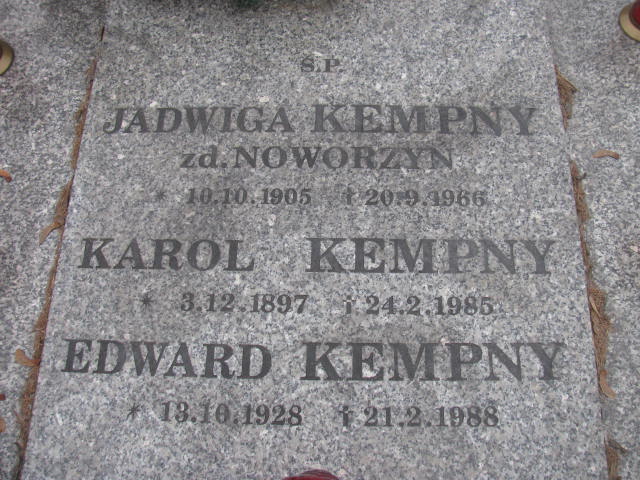 Ś.P.
JADWIGA KEMPNY
zd. NOWORZYN
* 10.10.1905 † 20.9.1966
KAROL KEMPNY
* 3.12.1897 † 24.2.1985
EDWARD KEMPNY
* 13.10.1928 † 21.2.1988